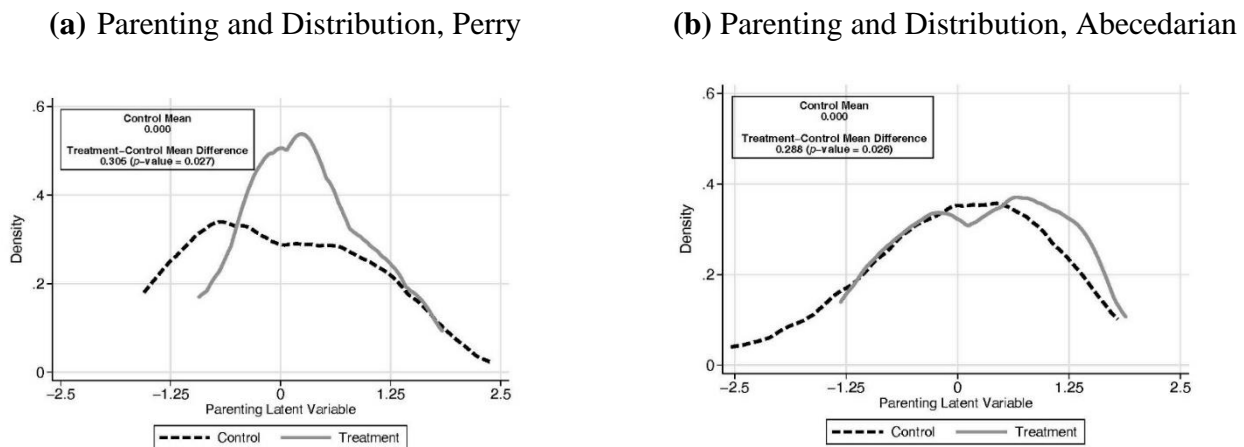 (a) Parenting and Distribution, Perry
.6
Control Mean
0.000
Treatment–Control Mean Difference
0.306 (p–value = 0.027)
.4
Density
.2
0
−2.5 −1.25 0 1.25 2.5
Parenting Latent Variable
Control Treatment
(b) Parenting and Distribution, Abecedarian
.6
Control Mean
0.000
Treatment–Control Mean Difference
0.288 (p–value = 0.026)
.4
Density
.2
0
−2.5 −1.25 0 1.25 2.5
Parenting Latent Variable
Control Treatment